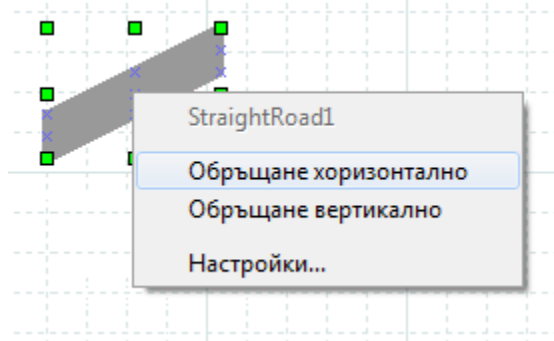 StraightRoad1
Обръщане хоризонтално
Обръщане вертикално
Настройки...